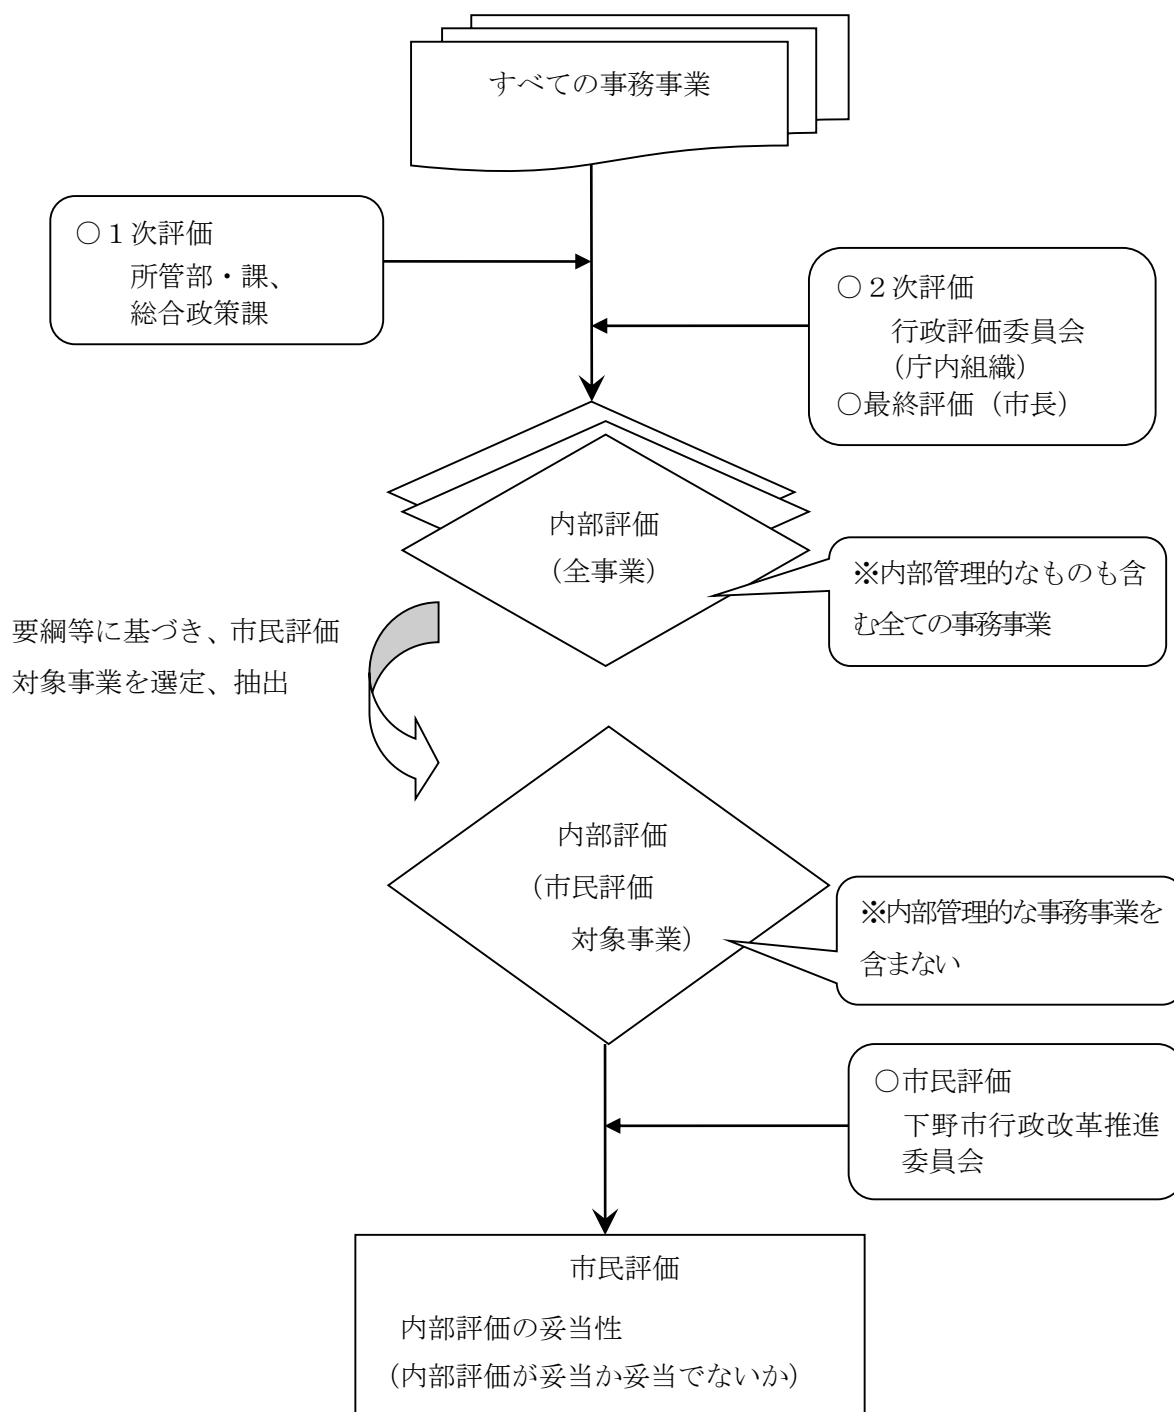 すべての事務事業
○１次評価
所管部・課、
総合政策課
○２次評価
行政評価委員会
（庁内組織）
○最終評価（市長）
内部評価
（全事業）
※内部管理的なものも含
む全ての事務事業
要綱等に基づき、市民評価
対象事業を選定、抽出
内部評価
（市民評価
対象事業）
※内部管理的な事務事業を
含まない
○市民評価
下野市行政改革推進
委員会
市民評価
内部評価の妥当性
（内部評価が妥当か妥当でないか）